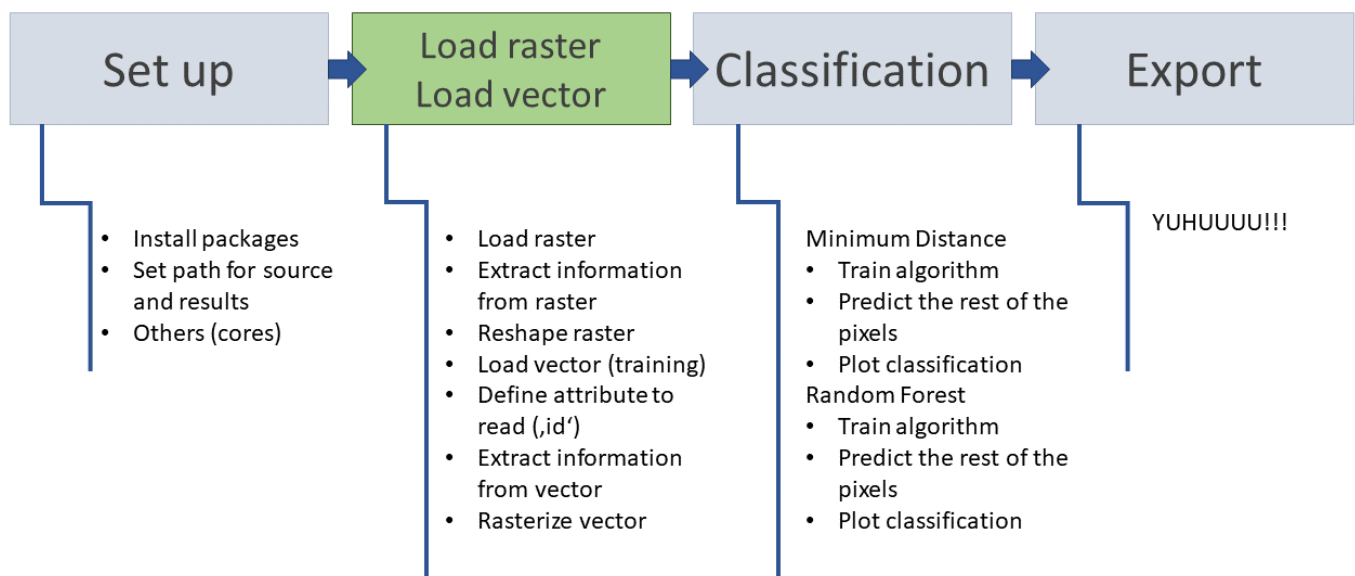 Set up
Load raster
Load vector
Classification
Export
• Install packages
• Set path for source
and results
• Others (cores)
• Load raster
• Extract information
from raster
• Reshape raster
• Load vector (training)
• Define attribute to
read (‚id‘)
• Extract information
from vector
• Rasterize vector
Minimum Distance
• Train algorithm
• Predict the rest of the
pixels
• Plot classification
Random Forest
• Train algorithm
• Predict the rest of the
pixels
• Plot classification
YUHUUUU!!!